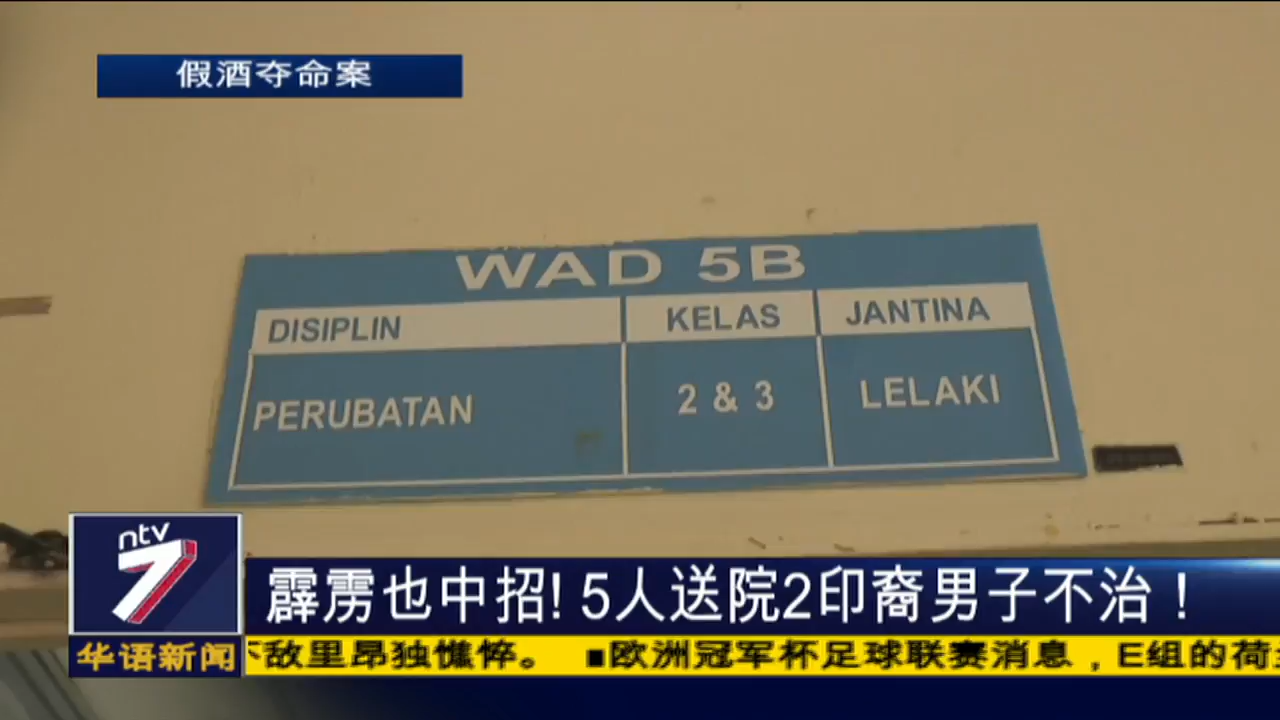 假酒夺命案
WAD 5B
DISIPLIN KELAS JANTINA
PERUBATAN 2 & 3 LELAKI
ntv
7
霹雳也中招! 5人送院2印裔男子不治！
华语新闻
敌里昂独憔悴。 ■欧洲冠军杯足球联赛消息，E组的荷